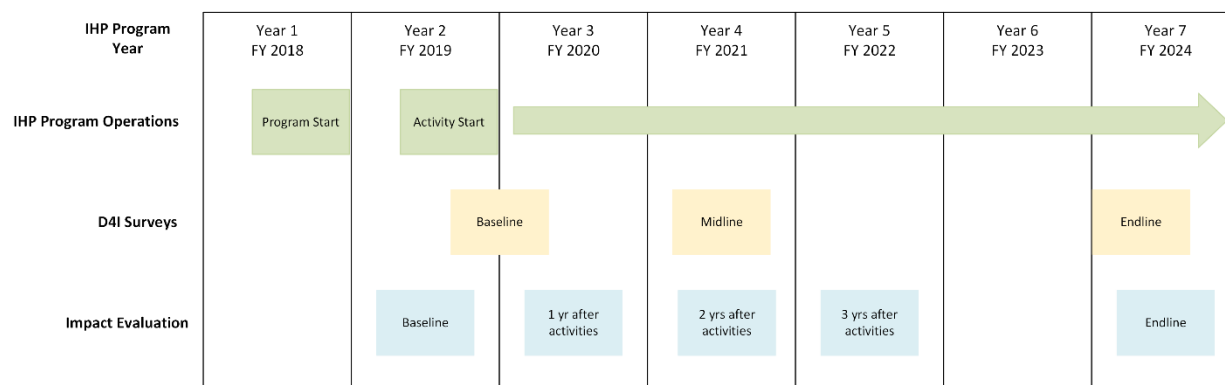 IHP Program
Year
Year 1
FY 2018
Year 2
FY 2019
Year 3
FY 2020
Year 4
FY 2021
Year 5
FY 2022
Year 6
FY 2023
Year 7
FY 2024
IHP Program Operations
Program Start
Activity Start
D4I Surveys
Baseline
Midline
Endline
Impact Evaluation
Baseline
1 yr after
activities
2 yrs after
activities
3 yrs after
activities
Endline